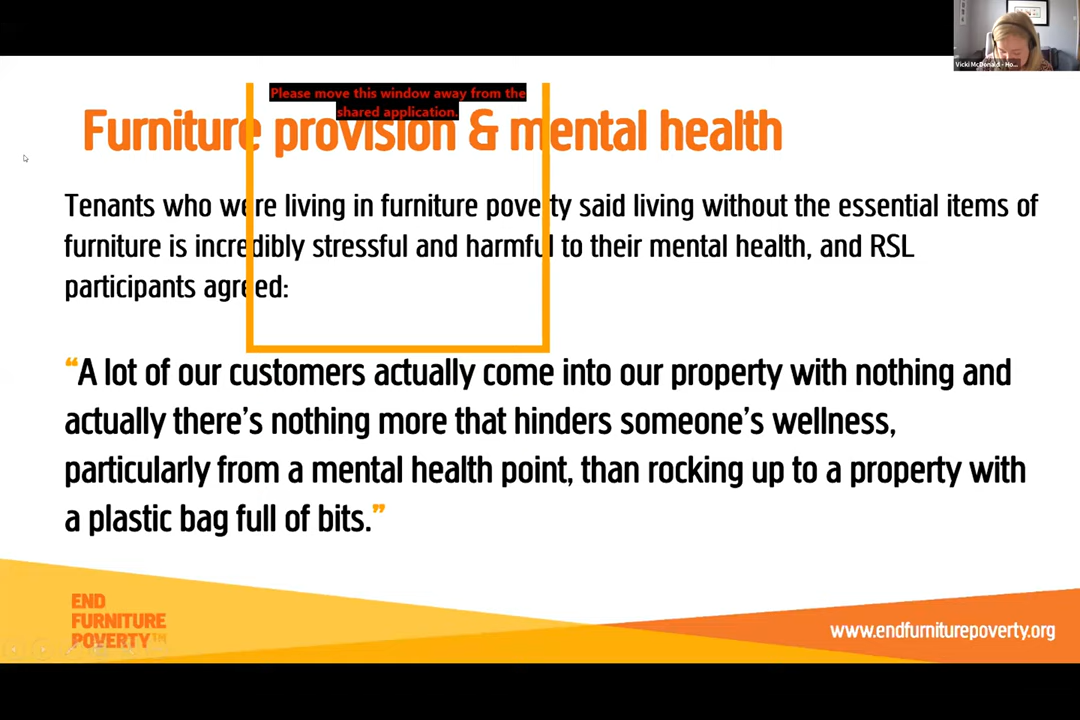 Vicki McDonald - Ho...
Please move this window away from the
shared application.
Furniture provision & mental health
Tenants who were living in furniture poverty said living without the essential items of
furniture is incredibly stressful and harmful to their mental health, and RSL
participants agreed:
“A lot of our customers actually come into our property with nothing and
actually there’s nothing more that hinders someone’s wellness,
particularly from a mental health point, than rocking up to a property with
a plastic bag full of bits.”
END
FURNITURE
POVERTY™
www.endfurniturepoverty.org